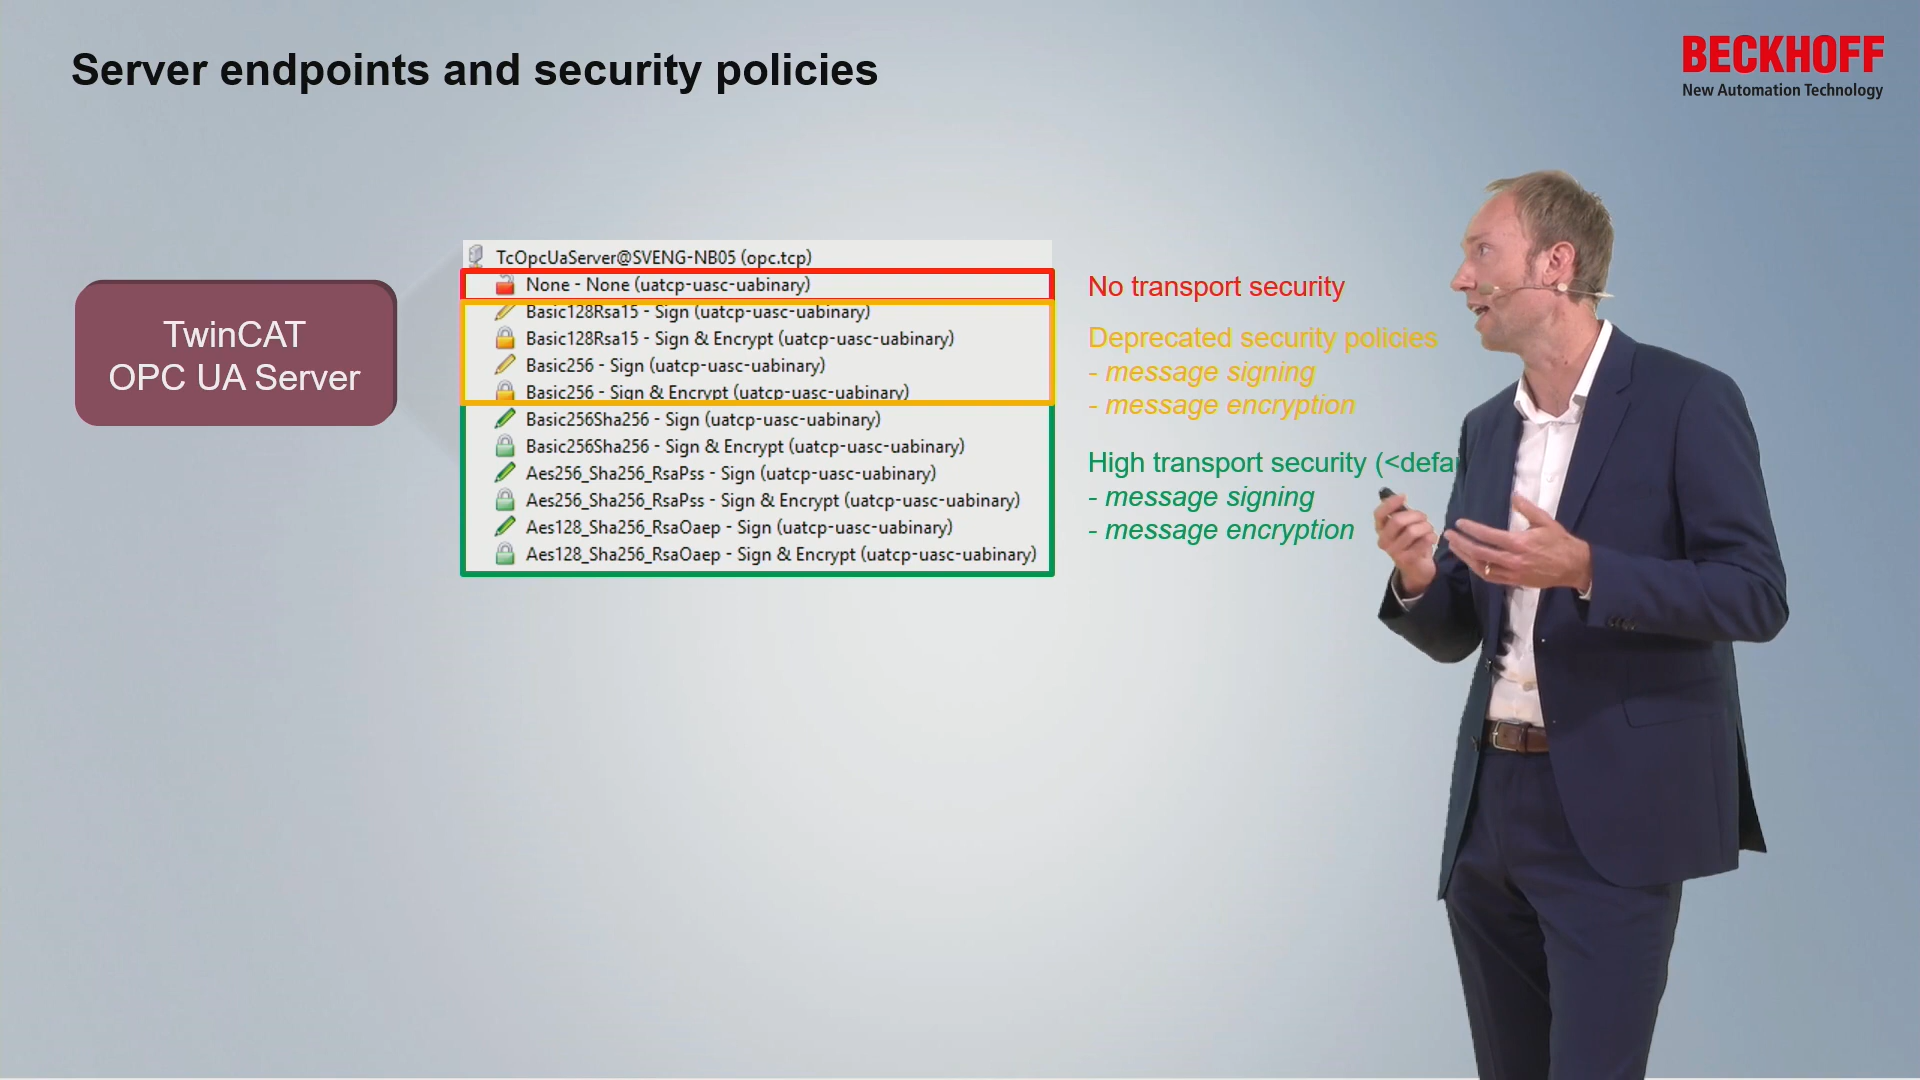 Server endpoints and security policies
BECKHOFF
New Automation Technology
TwinCAT
OPC UA Server
TcOpcUaServer@SVENG-NB05 (opc.tcp)
None - None (uatcp-uasc-uabinary)
Basic128Rsa15 - Sign (uatcp-uasc-uabinary)
Basic128Rsa15 - Sign & Encrypt (uatcp-uasc-uabinary)
Basic256 - Sign (uatcp-uasc-uabinary)
Basic256 - Sign & Encrypt (uatcp-uasc-uabinary)
Basic256Sha256 - Sign (uatcp-uasc-uabinary)
Basic256Sha256 - Sign & Encrypt (uatcp-uasc-uabinary)
Aes256_Sha256_RsaPss - Sign (uatcp-uasc-uabinary)
Aes256_Sha256_RsaPss - Sign & Encrypt (uatcp-uasc-uabinary)
Aes128_Sha256_RsaOaep - Sign (uatcp-uasc-uabinary)
Aes128_Sha256_RsaOaep - Sign & Encrypt (uatcp-uasc-uabinary)
No transport security
Deprecated security policies
- message signing
- message encryption
High transport security
- message signing
- message encryption